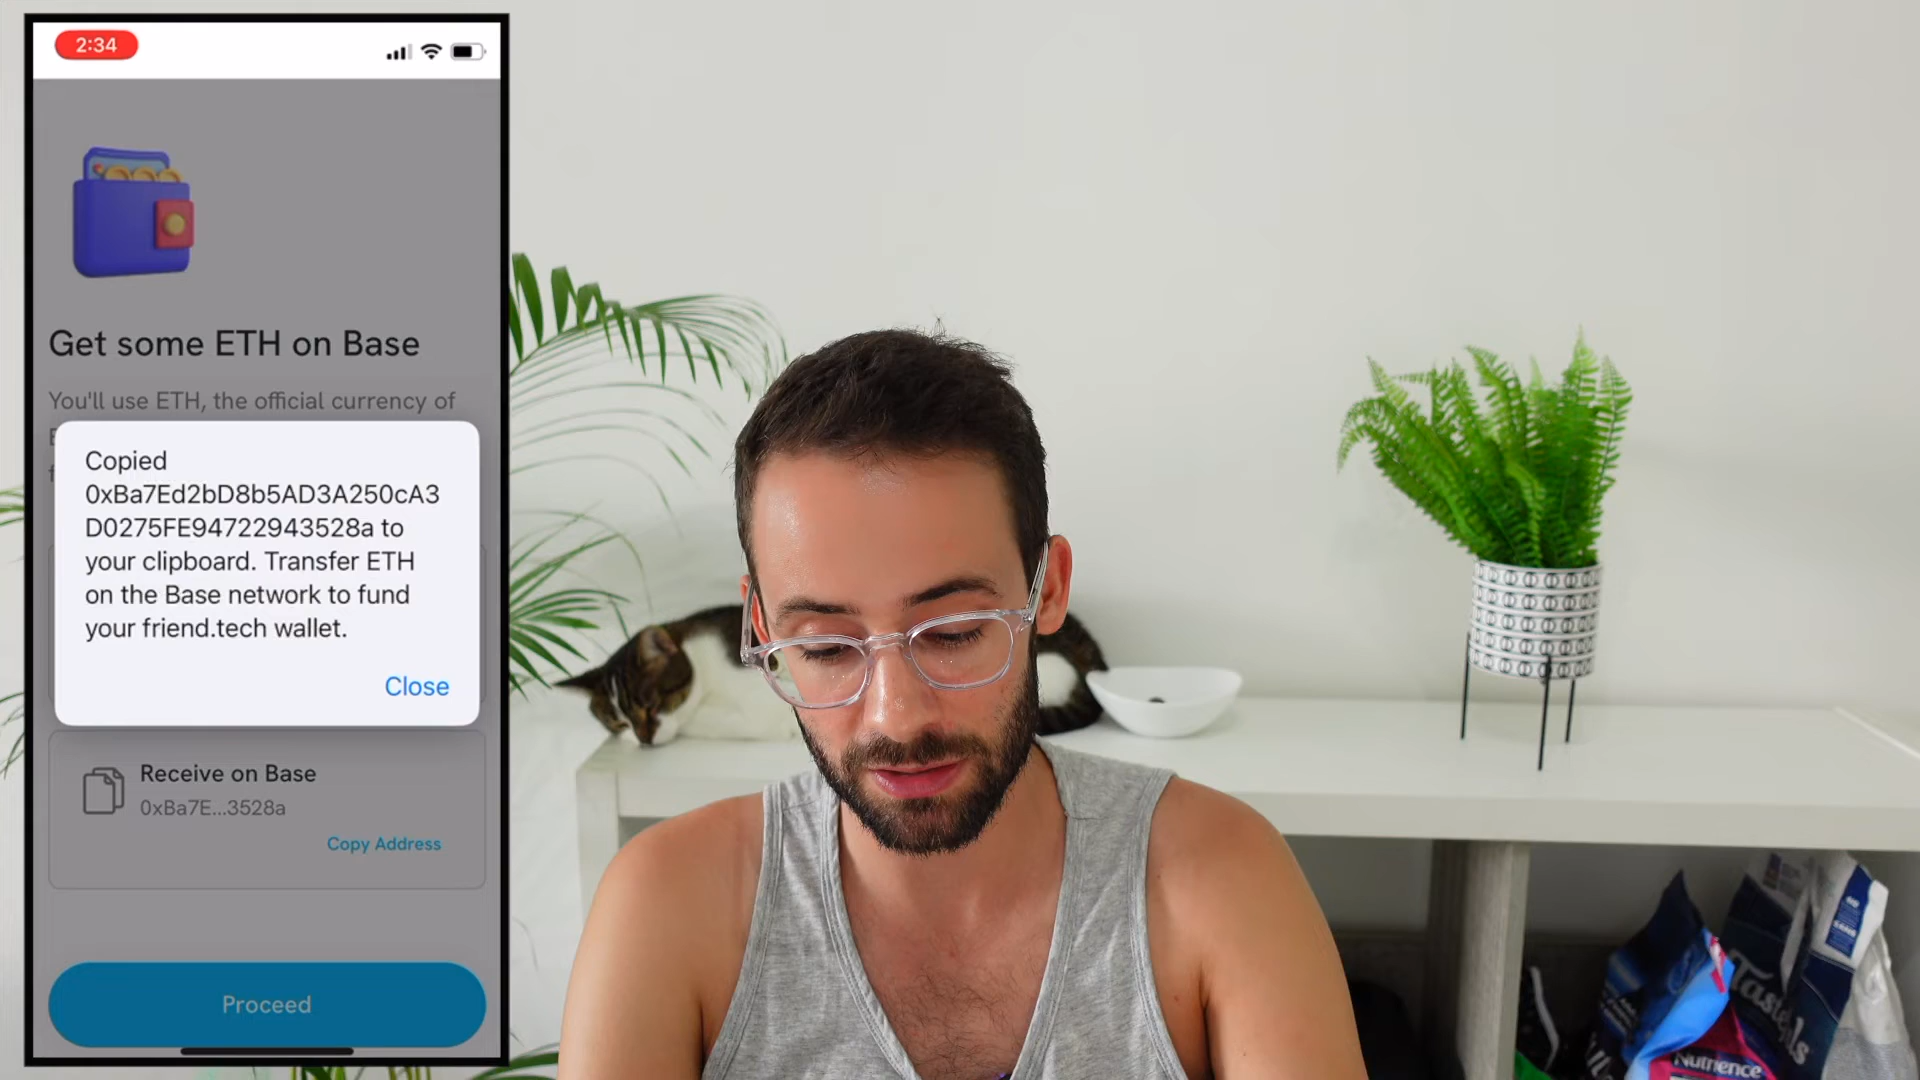 2:34
Get some ETH on Base
You'll use ETH, the official currency of
Copied
0xBa7Ed2bD8b5AD3A250cA3
D0275FE94722943528a to
your clipboard. Transfer ETH
on the Base network to fund
your friend.tech wallet.
Close
Receive on Base
0xBa7E...3528a
Copy Address
Proceed
Nutrience